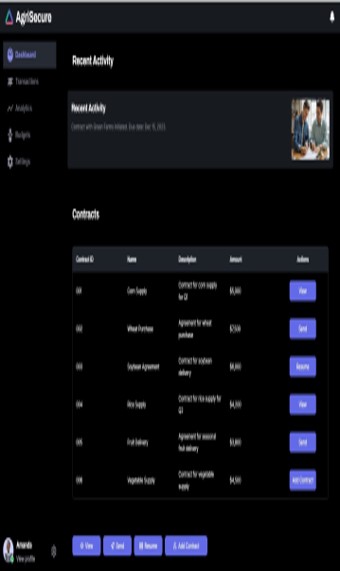 AgriSecure
Dashboard
Transactions
Analytics
Budgets
Settings
Recent Activity
Recent Activity
Contract with Green Farms initiated. Due date: Dec 15, 2023.
Contracts
Contract ID Name Description Amount Actions
001 Corn Supply Contract for corn supply
for Q1 $5,000 View
002 Wheat Purchase Agreement for wheat
purchase $7,500 Send
003 Soybean Agreement Contract for soybean
delivery $6,000 Resume
004 Rice Supply Contract for rice supply for
Q3 View
005 Fruit Delivery Agreement for seasonal
fruit delivery Send
006 Vegetable Supply Contract for vegetable
supply $4,500 Add Contract
Amanda
View profile
View Send Resume Add Contract